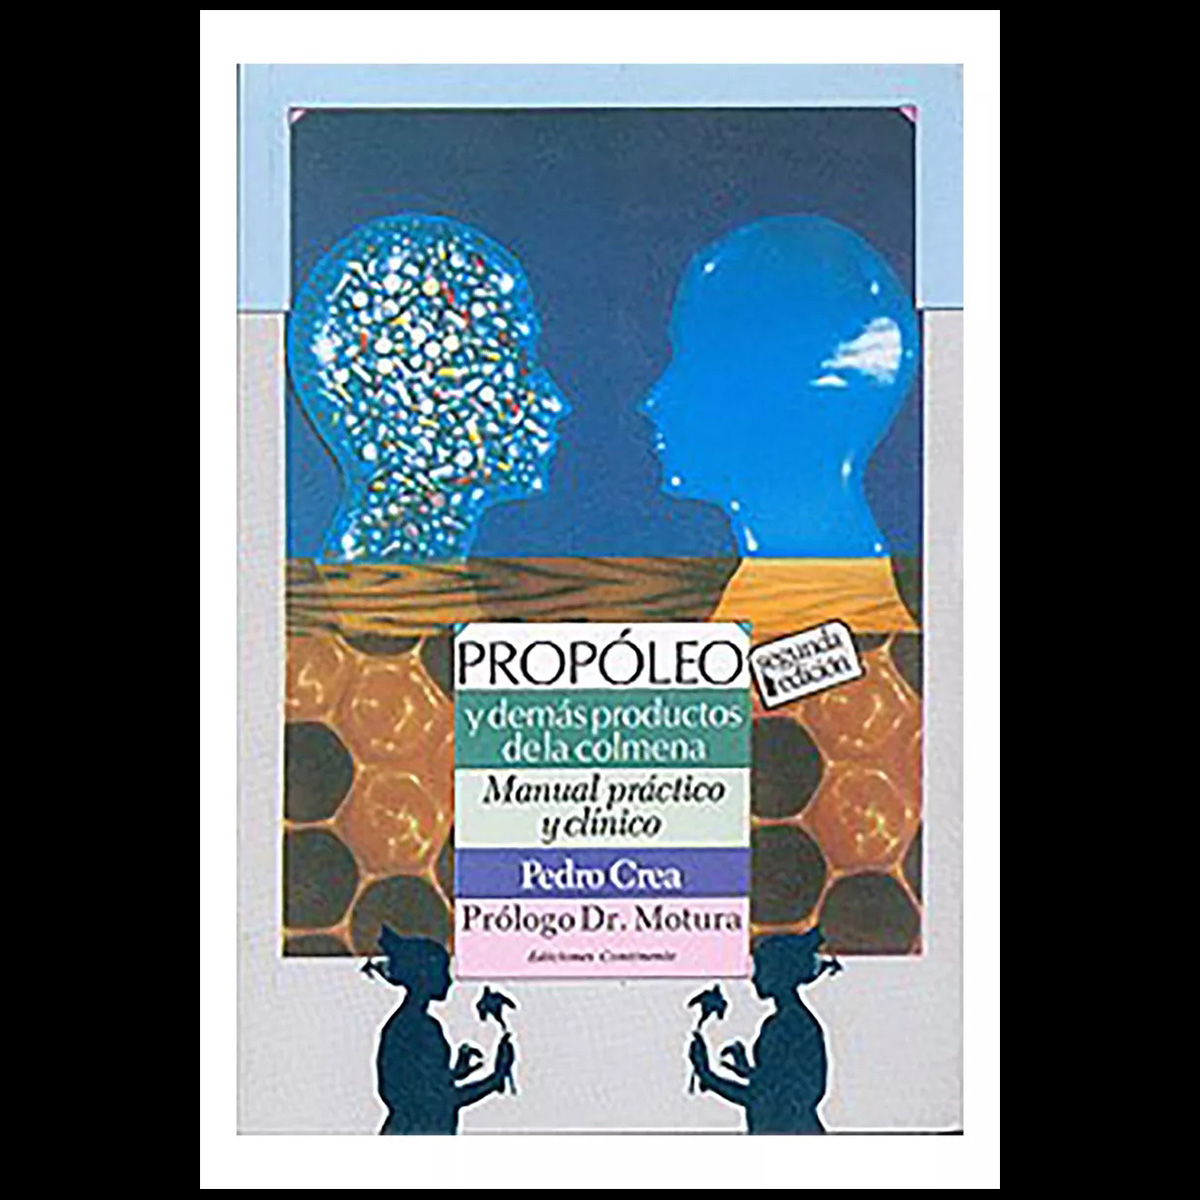 PROPÓLEO
segunda
edición
y demás productos
de la colmena
Manual práctico
y clínico
Pedro Crea
Prólogo Dr. Motura
Ediciones Continente